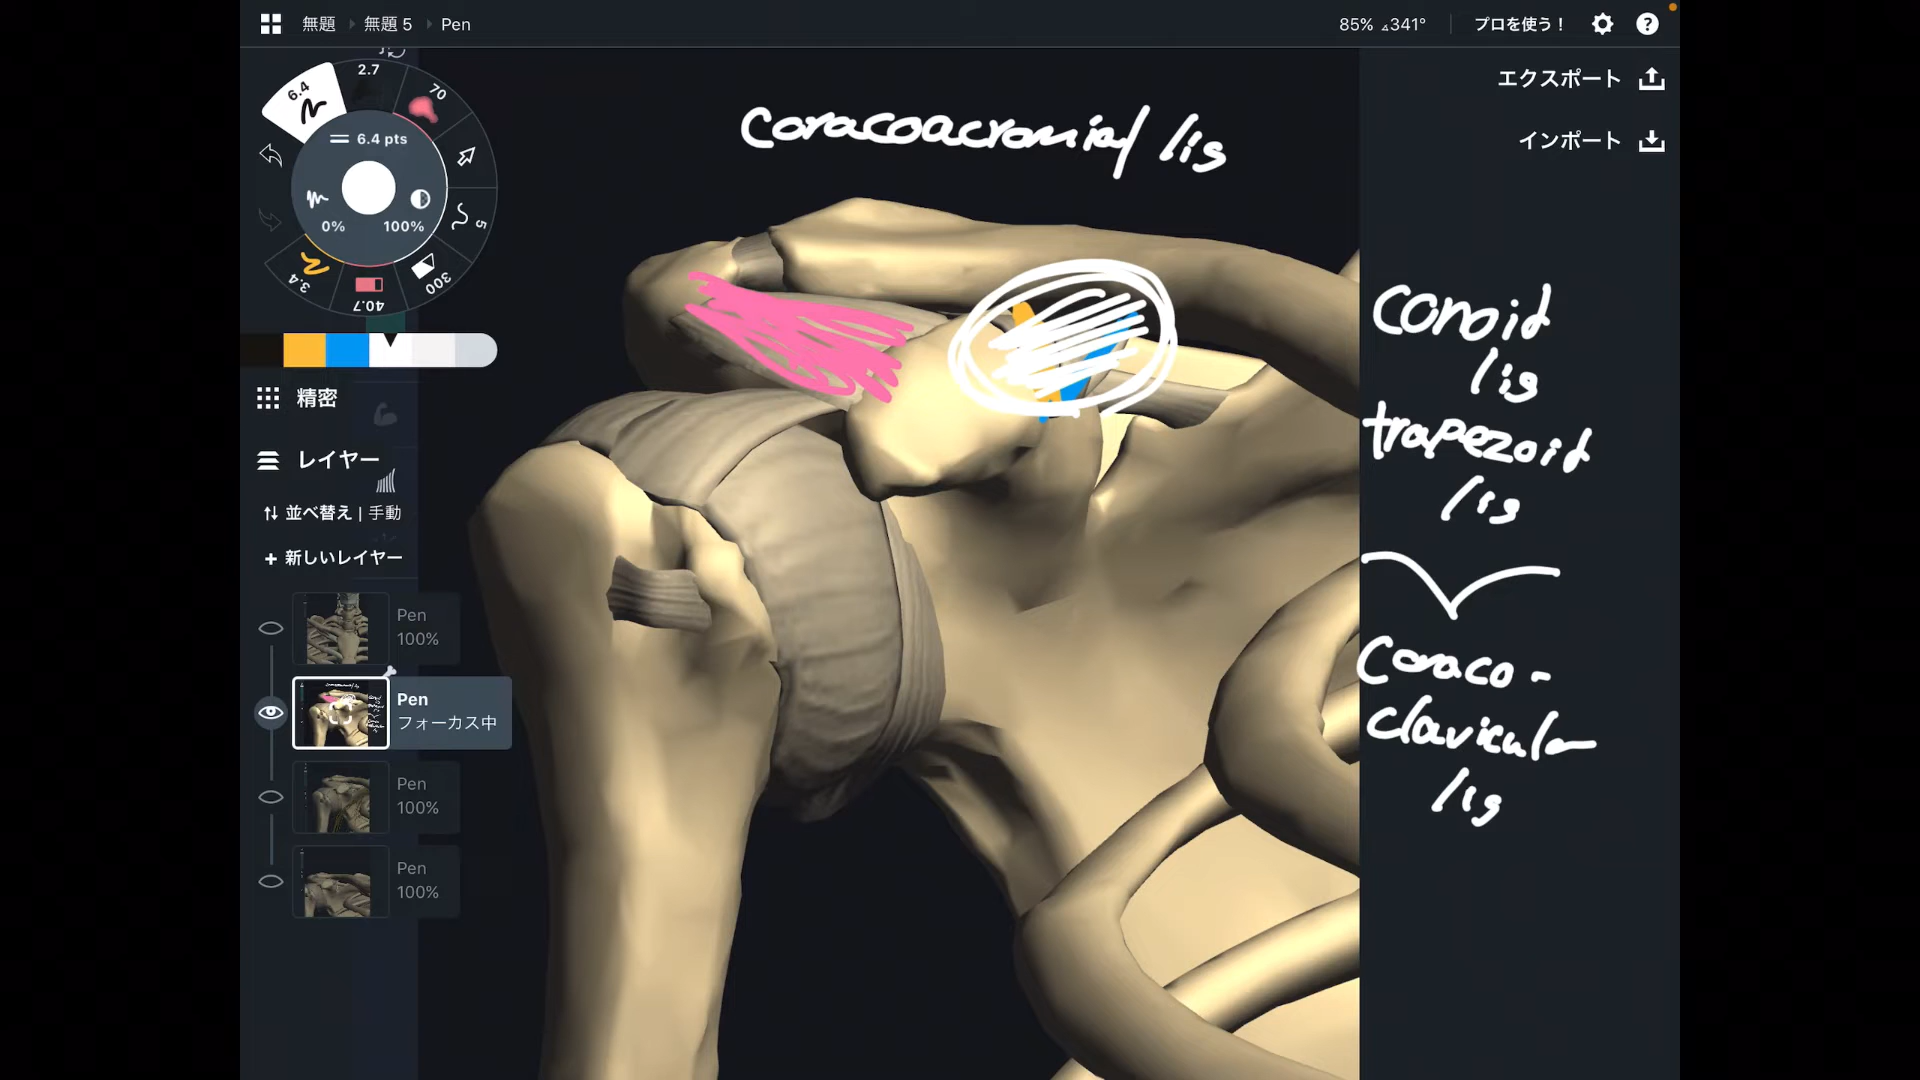 無題 無題 5 Pen
85% ⊿341°
プロを使う！
?
エクスポート
インポート
2.7
6.4
70
6.4 pts
0% 100%
5
3.4
40.7
300
精密
レイヤー
並べ替え | 手動
+ 新しいレイヤー
Pen
100%
Pen
フォーカス中
Pen
100%
Pen
100%
coracoacromial lig
conoid
lig
trapezoid
lig
Coraco-
clavicular
lig